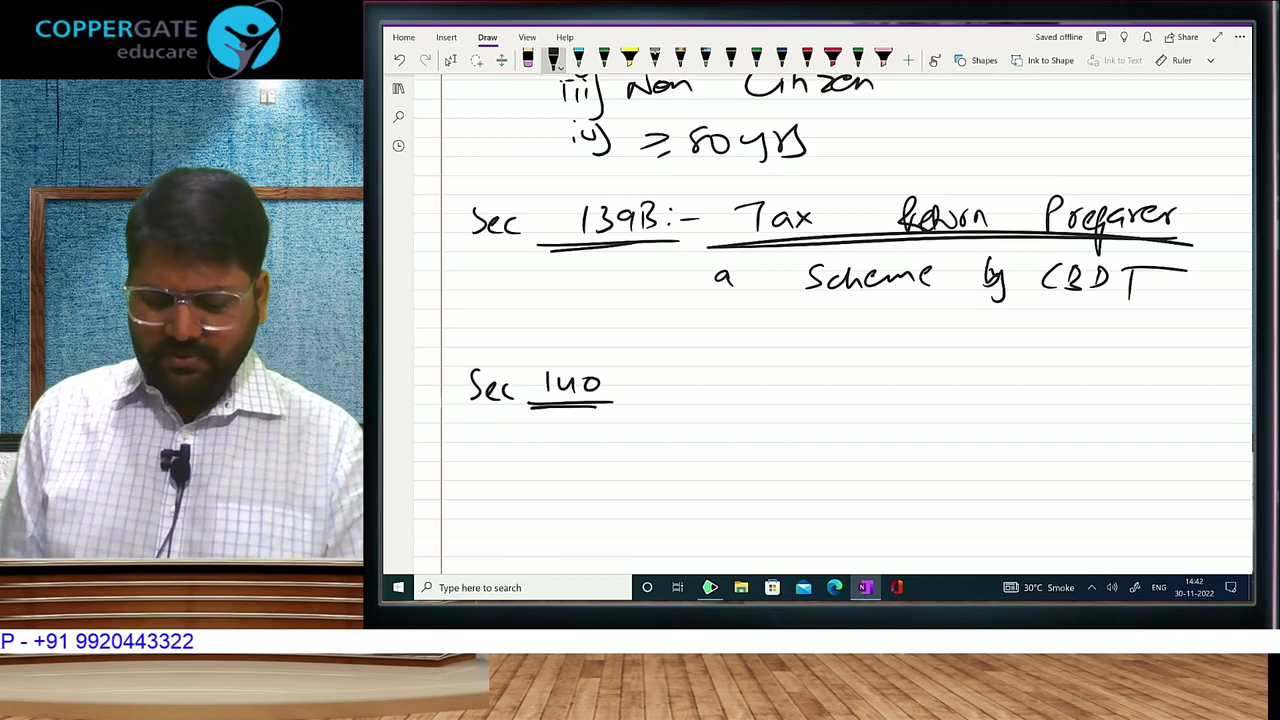 COPPERGATE
educare
Home Insert Draw View Help
Saved offline
Share
Shapes
Ink to Shape
Ink to Text
Ruler
iii) Non Citizen
iv) ≥ 80 yrs
Sec 139B:- Tax Return Preparer
a Scheme by CBDT
Sec 140
Type here to search
30°C Smoke
ENG
14:42
30-11-2022
P - +91 9920443322